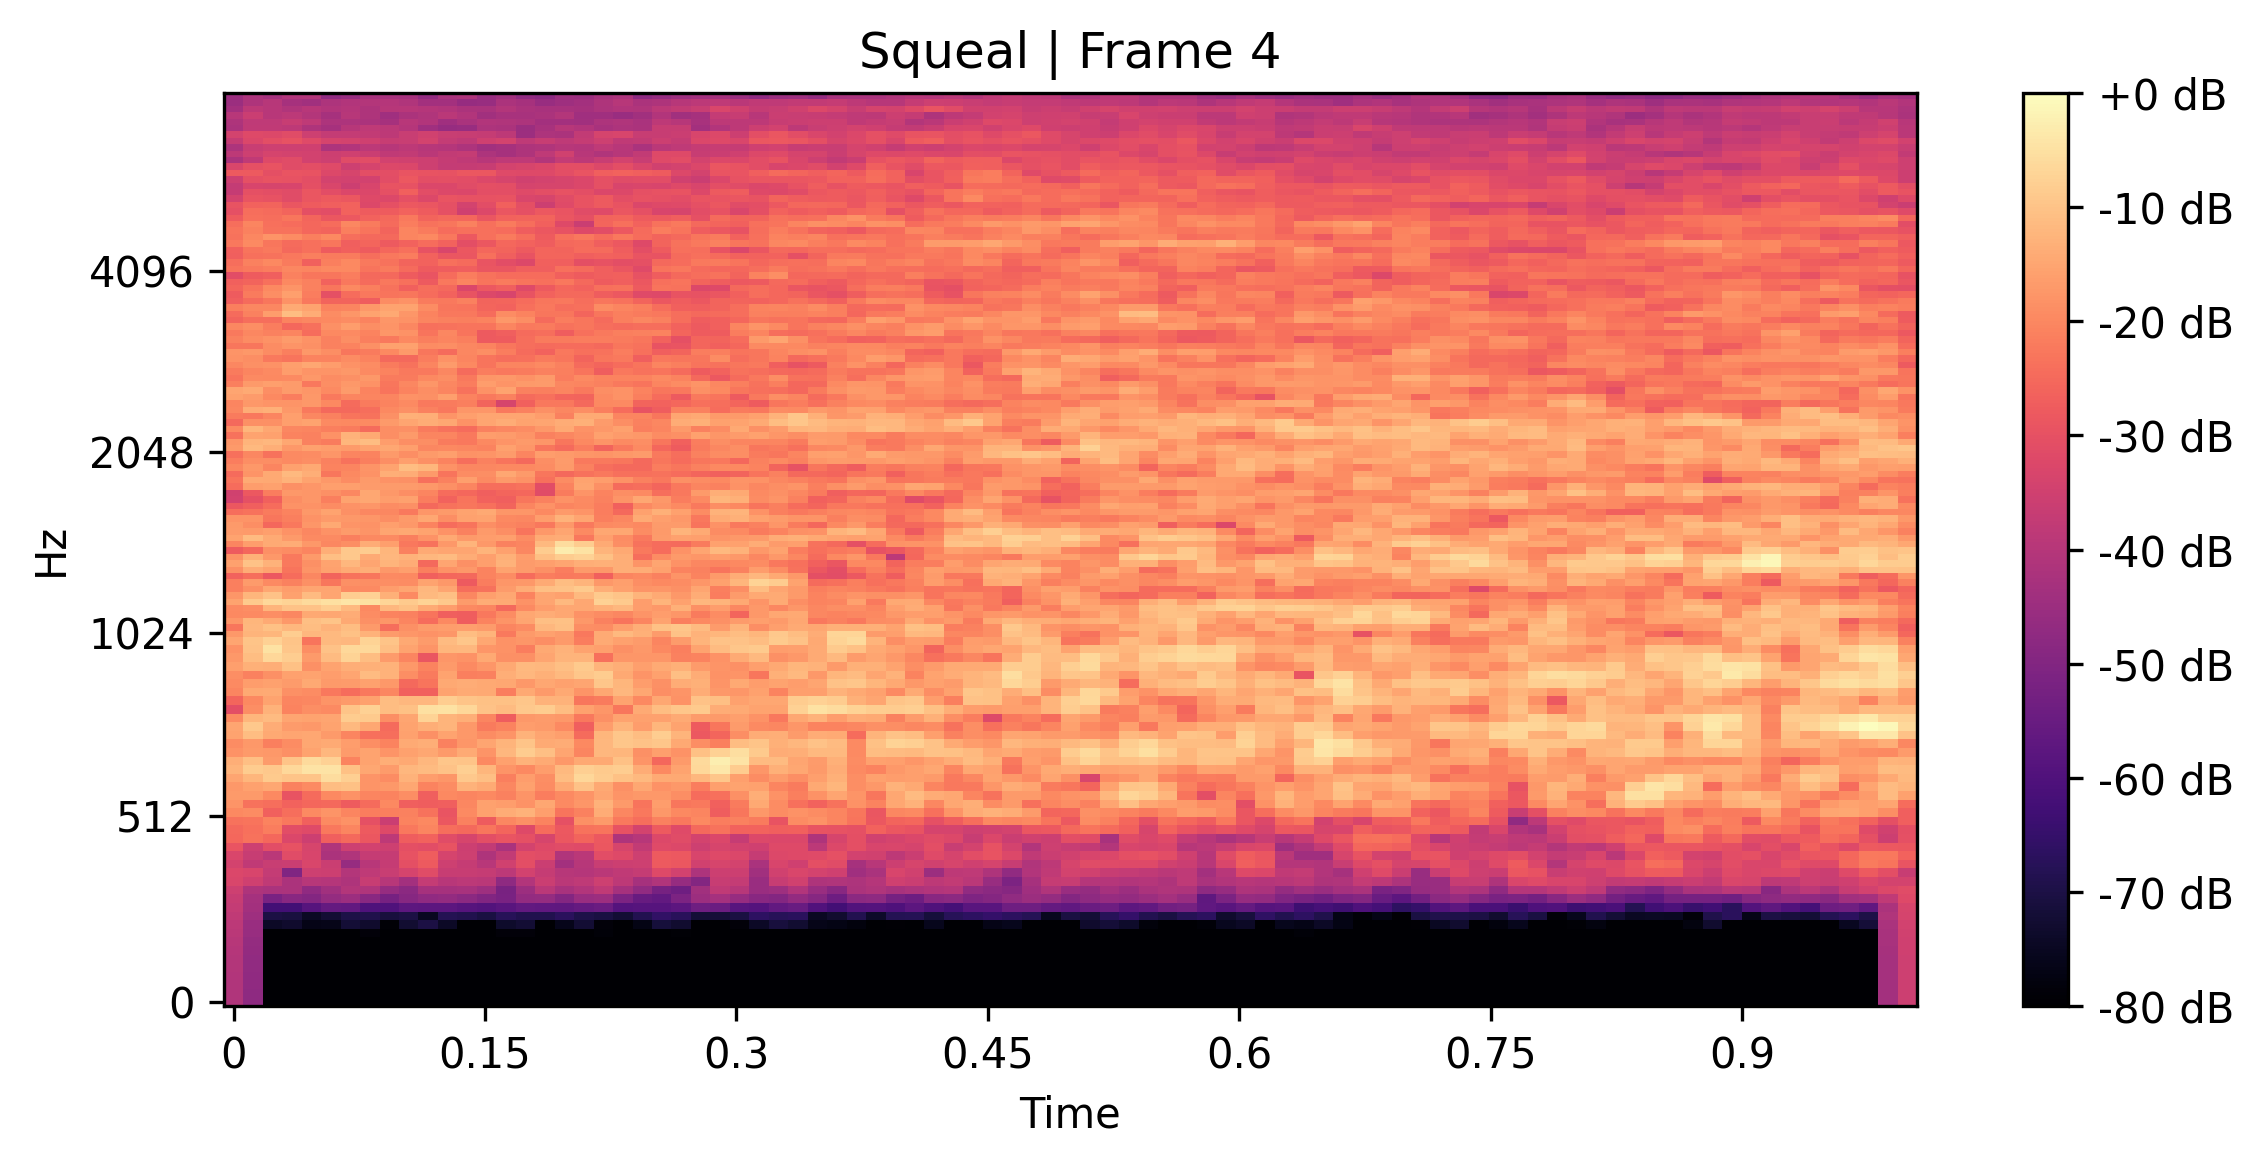 Squeal | Frame 4
Hz
4096
2048
1024
512
0
0 0.15 0.3 0.45 0.6 0.75 0.9
Time
+0 dB
-10 dB
-20 dB
-30 dB
-40 dB
-50 dB
-60 dB
-70 dB
-80 dB